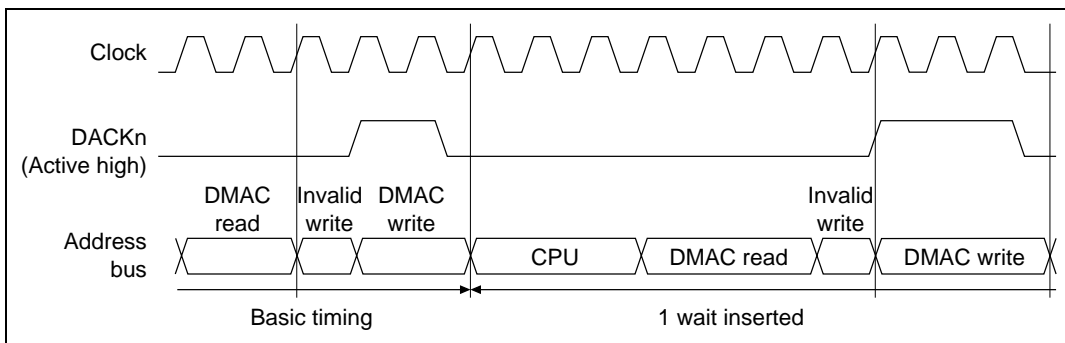 Clock
DACKn
(Active high)
DMAC
read
Invalid
write
DMAC
write
Invalid
write
Address
bus
CPU
DMAC read
DMAC write
Basic timing
1 wait inserted